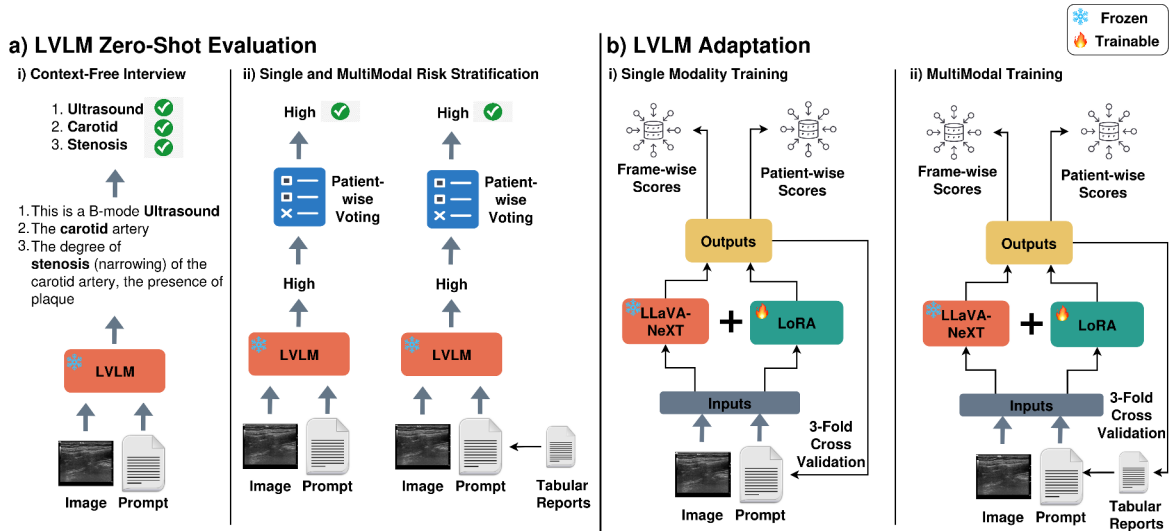 Frozen
Trainable
a) LVLM Zero-Shot Evaluation
i) Context-Free Interview
1. Ultrasound
2. Carotid
3. Stenosis
1. This is a B-mode Ultrasound
2. The carotid artery
3. The degree of
stenosis (narrowing) of the
carotid artery, the presence of
plaque
LVLM
Image
Prompt
ii) Single and MultiModal Risk Stratification
High
Patient-
wise
Voting
High
LVLM
Image
Prompt
High
Patient-
wise
Voting
High
LVLM
Image
Prompt
Tabular
Reports
b) LVLM Adaptation
i) Single Modality Training
Frame-wise
Scores
Patient-wise
Scores
Outputs
LLaVA-
NeXT
+
LoRA
Inputs
3-Fold
Cross
Validation
Image
Prompt
ii) MultiModal Training
Frame-wise
Scores
Patient-wise
Scores
Outputs
LLaVA-
NeXT
+
LoRA
Inputs
3-Fold
Cross
Validation
Image
Prompt
Tabular
Reports